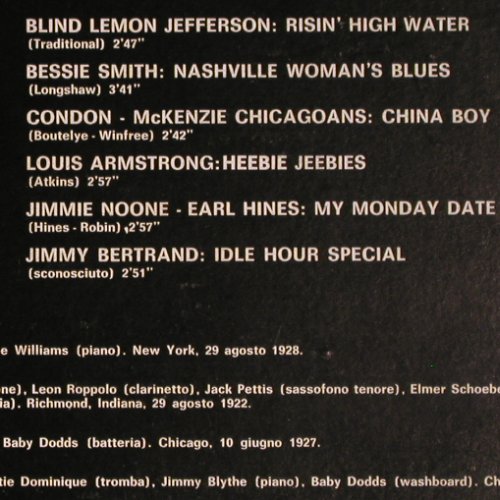 BLIND LEMON JEFFERSON: RISIN' HIGH WATER
(Traditional) 2'47"
BESSIE SMITH: NASHVILLE WOMAN'S BLUES
(Longshaw) 3'41"
CONDON - McKENZIE CHICAGOANS: CHINA BOY
(Boutelye - Winfree) 2'42"
LOUIS ARMSTRONG: HEEBIE JEEBIES
(Atkins) 2'57"
JIMMIE NOONE - EARL HINES: MY MONDAY DATE
(Hines - Robin) 2'57"
JIMMY BERTRAND: IDLE HOUR SPECIAL
(sconosciuto) 2'51"
e Williams (piano). New York, 29 agosto 1928.
ne), Leon Roppolo (clarinetto), Jack Pettis (sassofono tenore), Elmer Schoebe
ia). Richmond, Indiana, 29 agosto 1922.
Baby Dodds (batteria). Chicago, 10 giugno 1927.
tie Dominique (tromba), Jimmy Blythe (piano), Baby Dodds (washboard). Ch